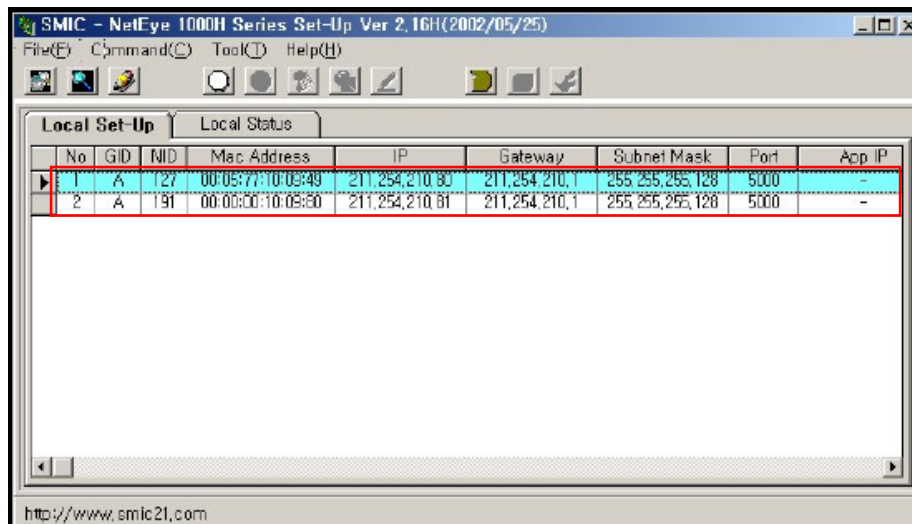 SMIC - NetEye 1000H Series Set-Up Ver 2,16H(2002/05/25)
File(F) Command(C) Tool(T) Help(H)
Local Set-Up Local Status
No GID NID Mac Address IP Gateway Subnet Mask Port App IP
1 A 127 00:05:77:10:09:49 211,254,210,80 211,254,210,1 255,255,255,128 5000 -
2 A 191 00:00:00:10:09:60 211,254,210,81 211,254,210,1 255,255,255,128 5000 -
http://www,smic21,com